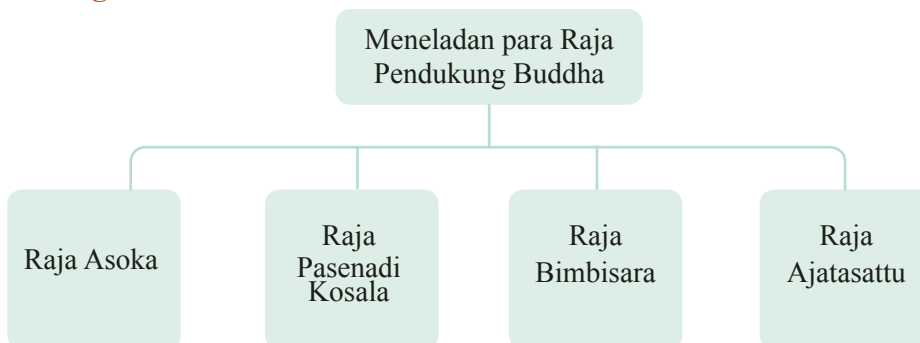 Meneladan para Raja
Pendukung Buddha
Raja Asoka
Raja
Pasenadi
Kosala
Raja
Bimbisara
Raja
Ajatasattu